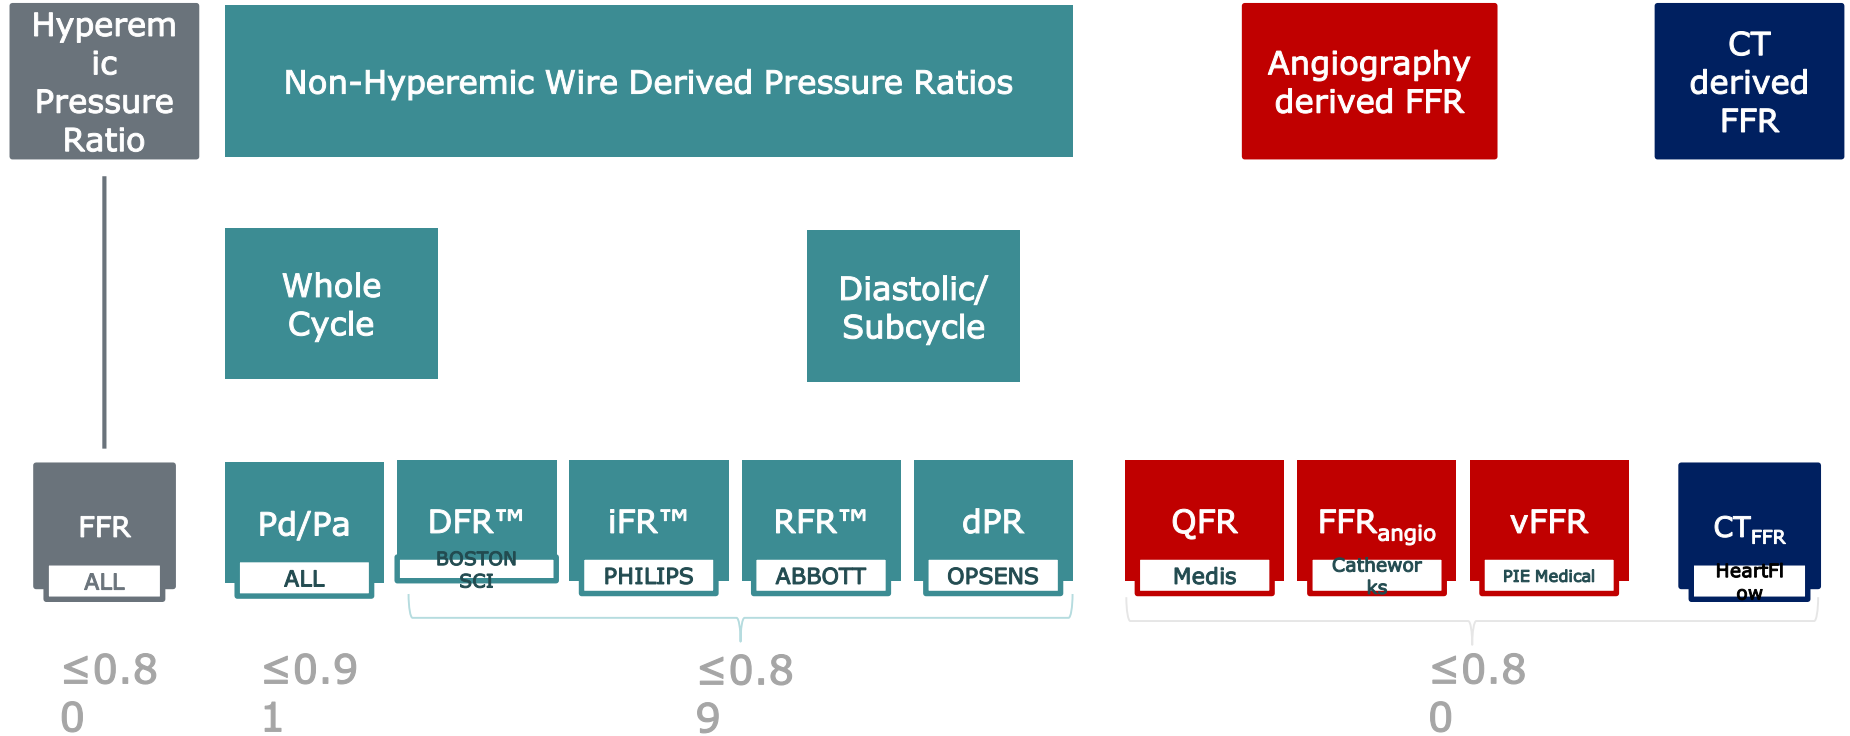 Hyperem
ic
Pressure
Ratio
Non-Hyperemic Wire Derived Pressure Ratios
Angiography
derived FFR
CT
derived
FFR
Whole
Cycle
Diastolic/
Subcycle
FFR
ALL
Pd/Pa
ALL
DFR™
BOSTON
SCI
iFR™
PHILIPS
RFR™
ABBOTT
dPR
OPSENS
QFR
Medis
FFRangio
Cathewor
ks
vFFR
PIE Medical
CTFFR
HeartFl
ow
≤0.8
0
≤0.9
1
≤0.8
9
≤0.8
0